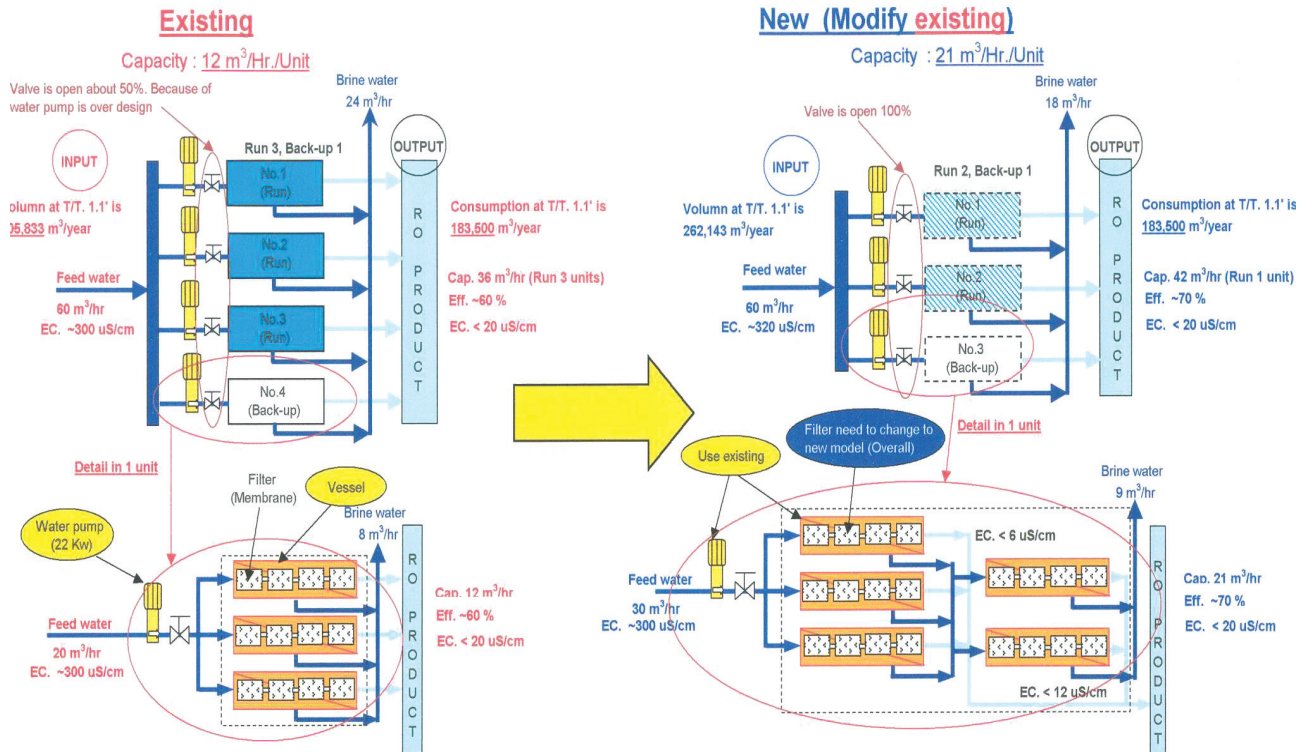 Existing
Capacity : 12 m³/Hr./Unit
Valve is open about 50%. Because of
water pump is over design
Brine water
24 m³/hr
INPUT
Run 3, Back-up 1
OUTPUT
No.1
(Run)
No.2
(Run)
No.3
(Run)
No.4
(Back-up)
RO PRODUCT
olumn at T/T. 1.1' is
05,833 m³/year
Feed water
60 m³/hr
EC. ~300 uS/cm
Consumption at T/T. 1.1' is
183,500 m³/year
Cap. 36 m³/hr (Run 3 units)
Eff. ~60 %
EC. < 20 uS/cm
Detail in 1 unit
Filter
(Membrane)
Vessel
Water pump
(22 Kw)
Brine water
8 m³/hr
Feed water
20 m³/hr
EC. ~300 uS/cm
RO PRODUCT
Cap. 12 m³/hr
Eff. ~60 %
EC. < 20 uS/cm
New (Modify existing)
Capacity : 21 m³/Hr./Unit
Brine water
18 m³/hr
Valve is open 100%
INPUT
Run 2, Back-up 1
OUTPUT
No.1
(Run)
No.2
(Run)
No.3
(Back-up)
RO PRODUCT
Volumn at T/T. 1.1' is
262,143 m³/year
Feed water
60 m³/hr
EC. ~320 uS/cm
Consumption at T/T. 1.1' is
183,500 m³/year
Cap. 42 m³/hr (Run 1 unit)
Eff. ~70 %
EC. < 20 uS/cm
Detail in 1 unit
Use existing
Filter need to change to
new model (Overall)
Brine water
9 m³/hr
EC. < 6 uS/cm
Feed water
30 m³/hr
EC. ~300 uS/cm
EC. < 12 uS/cm
RO PRODUCT
Cap. 21 m³/hr
Eff. ~70 %
EC. < 20 uS/cm